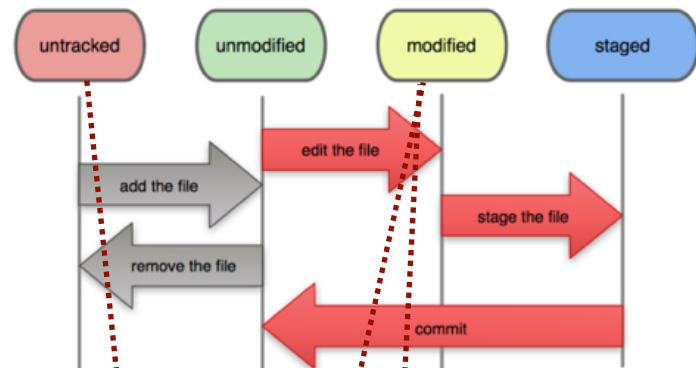 untracked
unmodified
modified
staged
edit the file
add the file
stage the file
remove the file
commit